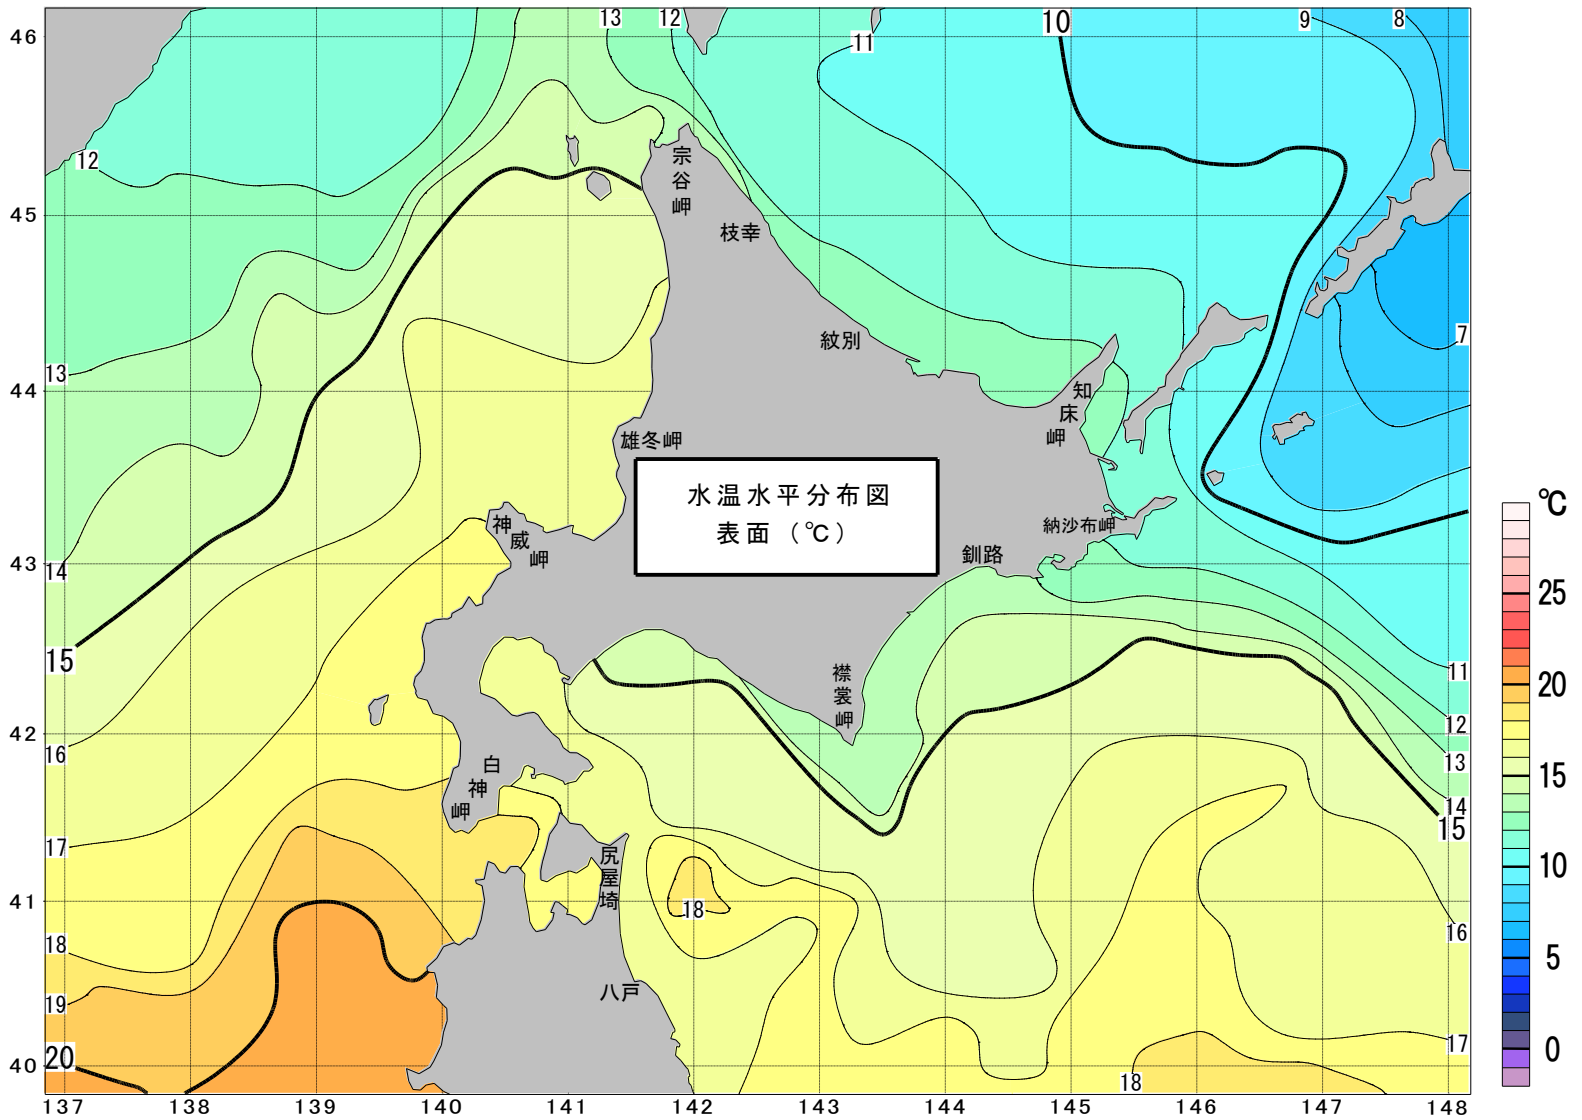 13 12 10 9 8
46
11
12
宗谷岬
45
枝幸
紋別
7
13
44
知床岬
雄冬岬
水温水平分布図
表面（℃）
℃
神威岬
納沙布岬
釧路
43
14
25
15
襟裳岬
11
20
42
16
12
白神岬
13
15
14
15
17
尻屋埼
10
41
18
18
16
八戸
5
19
17
20
40
18
0
137 138 139 140 141 142 143 144 145 146 147 148